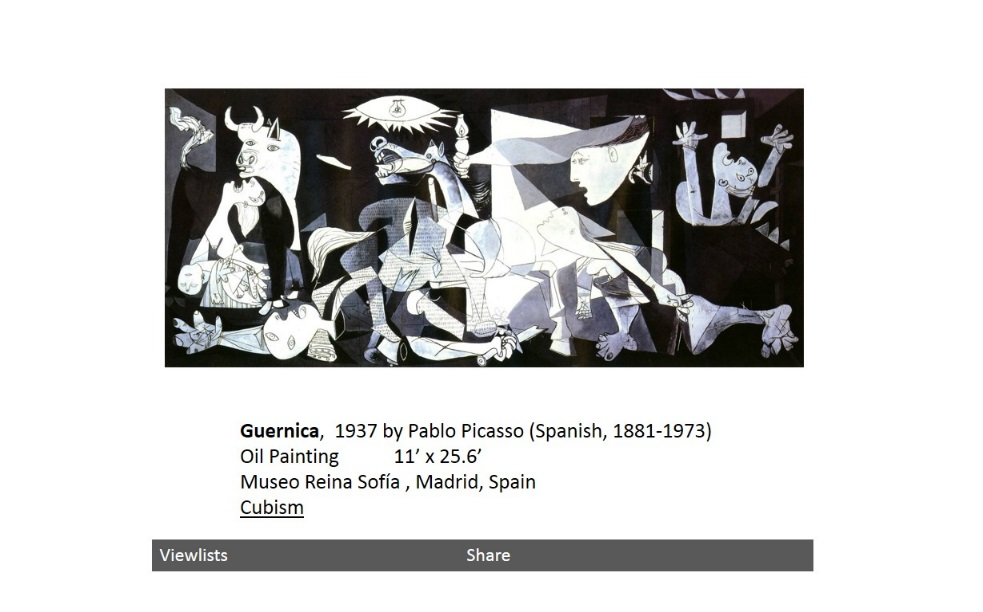 Guernica, 1937 by Pablo Picasso (Spanish, 1881-1973)
Oil Painting 11’ x 25.6’
Museo Reina Sofía , Madrid, Spain
Cubism
Viewlists Share